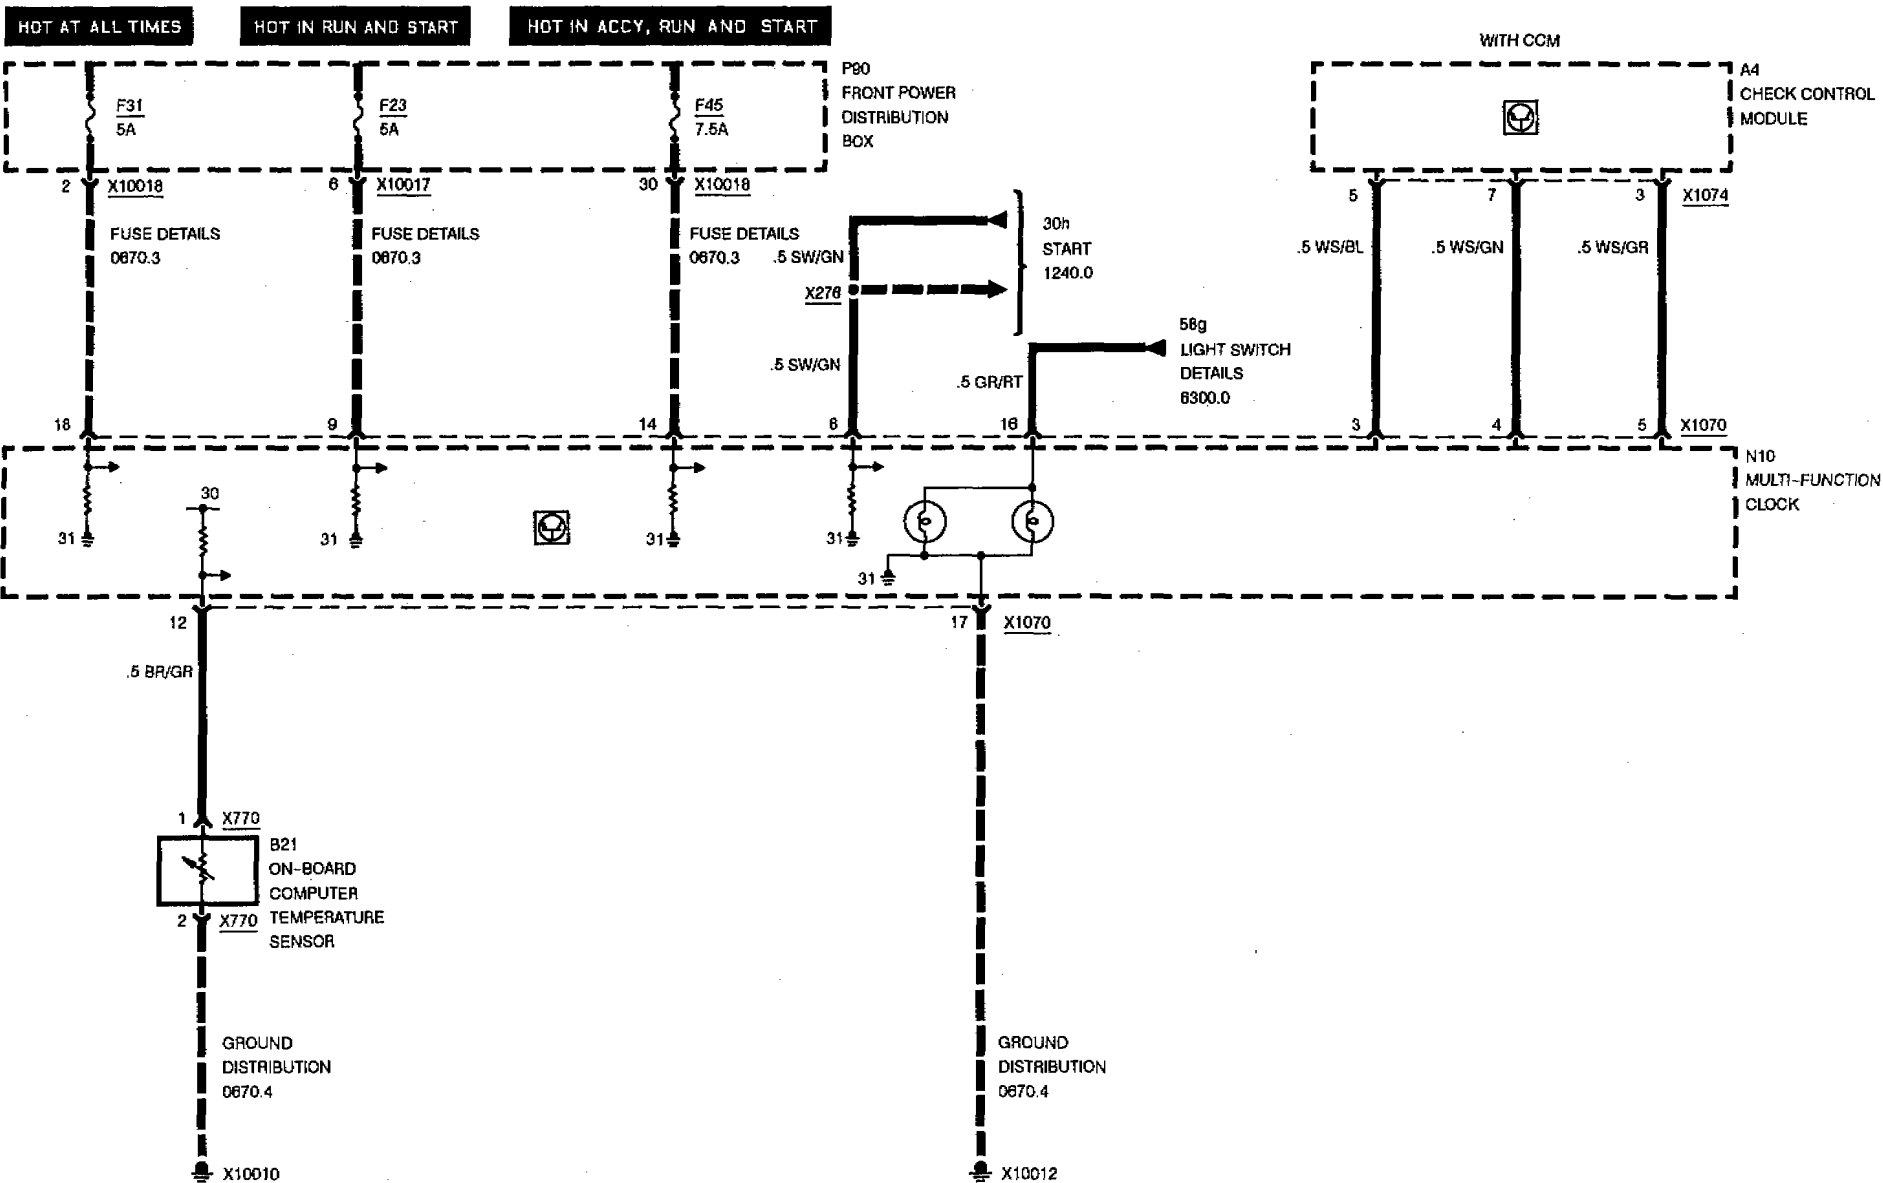 HOT AT ALL TIMES
HOT IN RUN AND START
HOT IN ACCY, RUN AND START
WITH CCM
P90
FRONT POWER
DISTRIBUTION
BOX
A4
CHECK CONTROL
MODULE
F31
5A
F23
5A
F45
7.5A
2
X10018
6
X10017
30
X10018
5
7
3
X1074
FUSE DETAILS
0670.3
FUSE DETAILS
0670.3
FUSE DETAILS
0670.3
.5 SW/GN
30h
START
1240.0
.5 WS/BL
.5 WS/GN
.5 WS/GR
X276
.5 SW/GN
58g
LIGHT SWITCH
DETAILS
6300.0
.5 GR/RT
18
9
14
6
16
3
4
5
X1070
N10
MULTI-FUNCTION
CLOCK
30
31
31
31
31
31
12
17
X1070
.5 BR/GR
1
X770
B21
ON-BOARD
COMPUTER
TEMPERATURE
SENSOR
2
X770
GROUND
DISTRIBUTION
0670.4
GROUND
DISTRIBUTION
0670.4
X10010
X10012